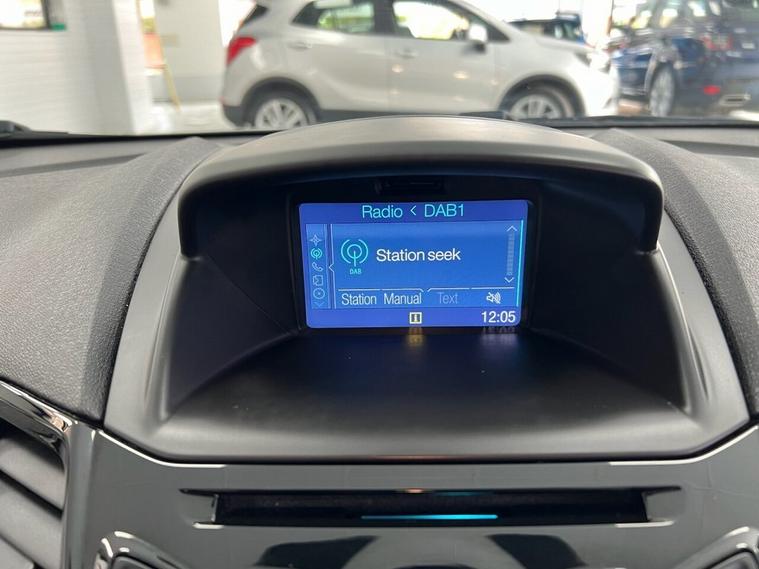 Radio < DAB1
Station seek
DAB
Station Manual Text
12:05